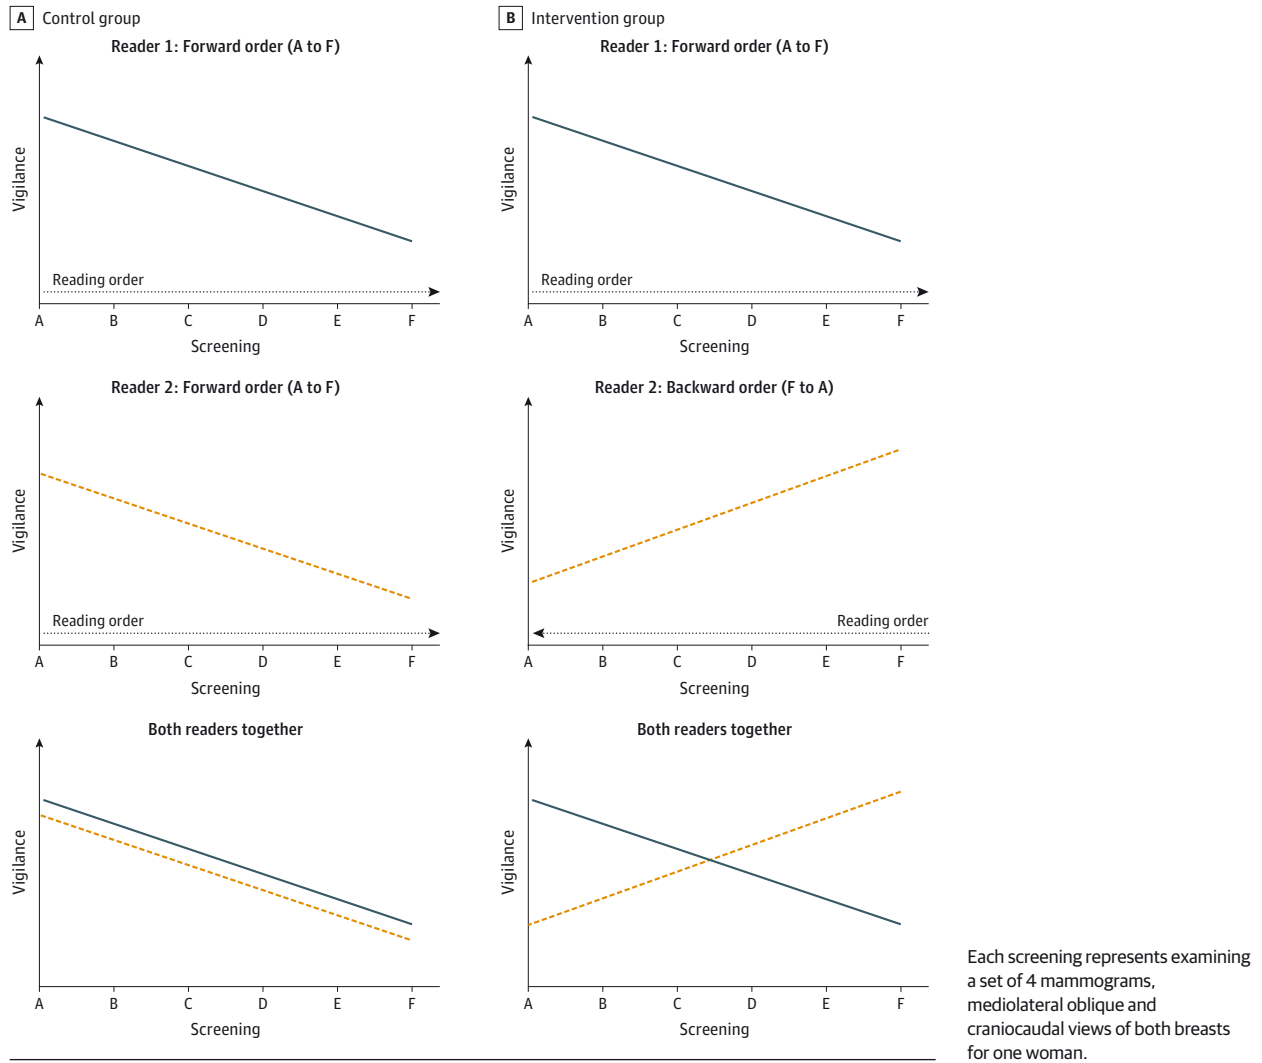 A Control group
Reader 1: Forward order (A to F)
Vigilance
Reading order
A B C D E F
Screening
Reader 2: Forward order (A to F)
Vigilance
Reading order
A B C D E F
Screening
Both readers together
Vigilance
A B C D E F
Screening
B Intervention group
Reader 1: Forward order (A to F)
Vigilance
Reading order
A B C D E F
Screening
Reader 2: Backward order (F to A)
Vigilance
Reading order
A B C D E F
Screening
Both readers together
Vigilance
A B C D E F
Screening
Each screening represents examining
a set of 4 mammograms,
mediolateral oblique and
craniocaudal views of both breasts
for one woman.